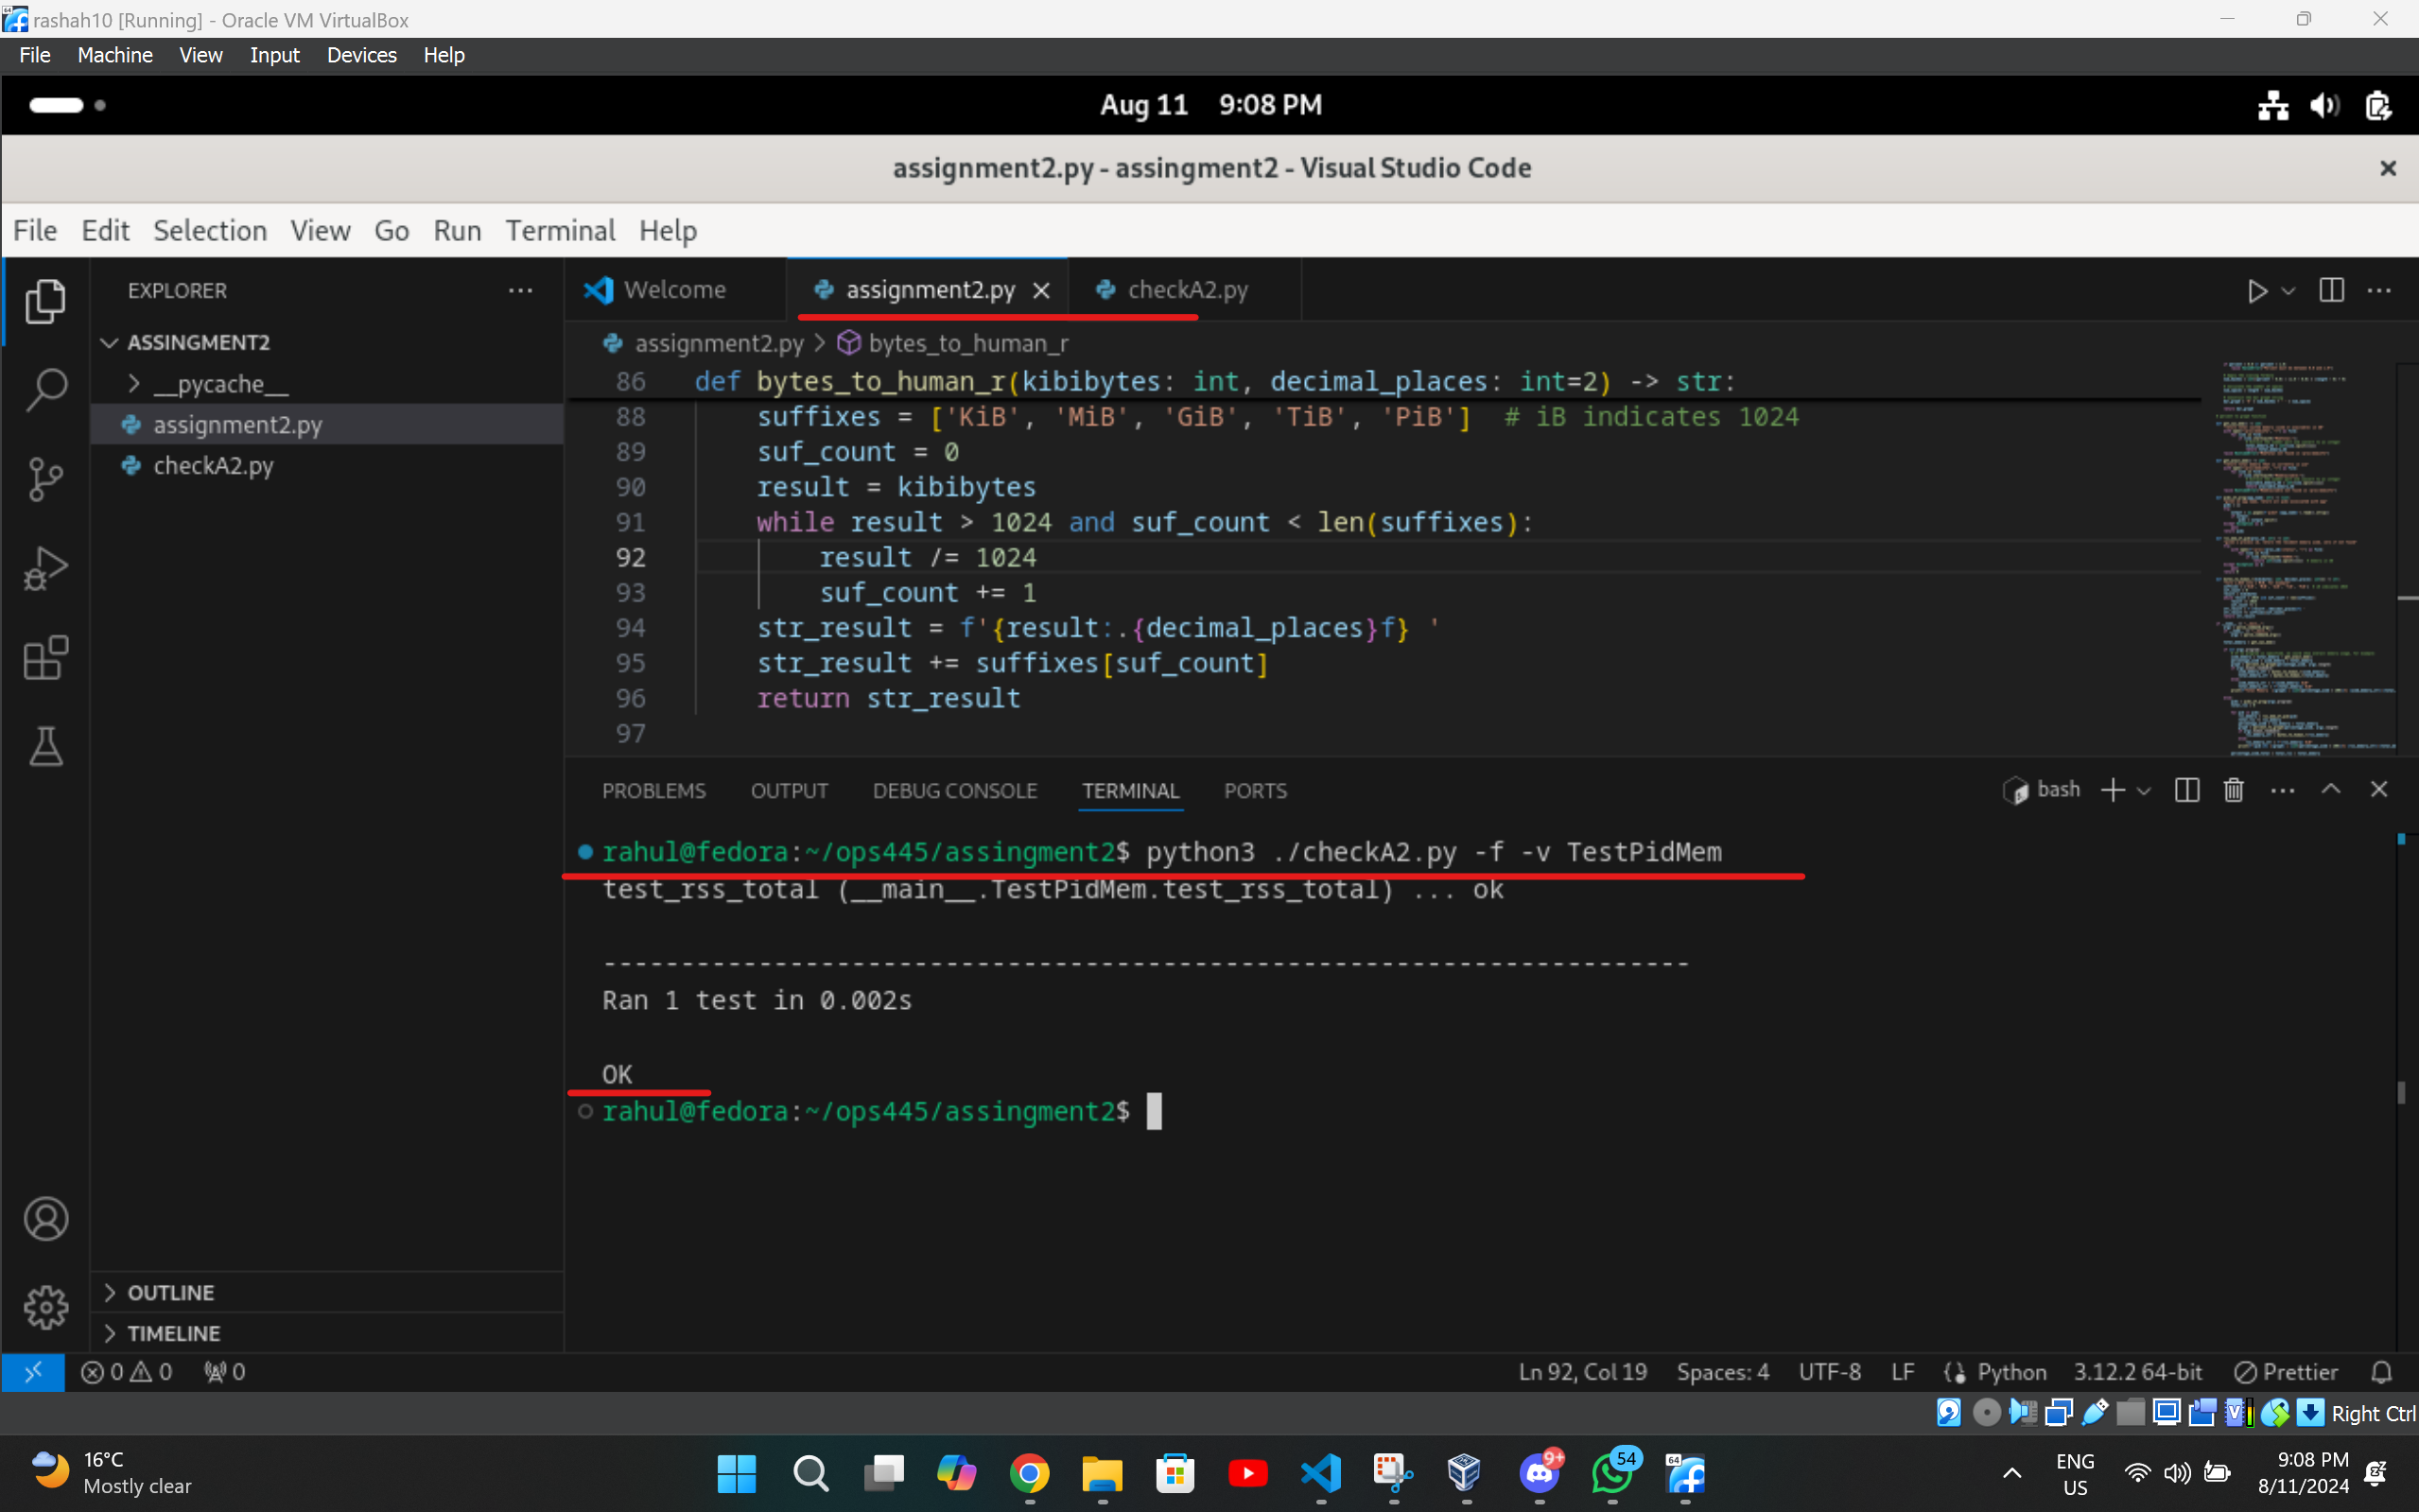 rashah10 [Running] - Oracle VM VirtualBox
File Machine View Input Devices Help
Aug 11 9:08 PM
assignment2.py - assingment2 - Visual Studio Code
File Edit Selection View Go Run Terminal Help
EXPLORER
ASSINGMENT2
__pycache__
assignment2.py
checkA2.py
OUTLINE
TIMELINE
Welcome assignment2.py checkA2.py
assignment2.py > bytes_to_human_r
86 def bytes_to_human_r(kibibytes: int, decimal_places: int=2) -> str:
88 suffixes = ['KiB', 'MiB', 'GiB', 'TiB', 'PiB'] # iB indicates 1024
89 suf_count = 0
90 result = kibibytes
91 while result > 1024 and suf_count < len(suffixes):
92 result /= 1024
93 suf_count += 1
94 str_result = f'{result:.{decimal_places}f} '
95 str_result += suffixes[suf_count]
96 return str_result
97
PROBLEMS OUTPUT DEBUG CONSOLE TERMINAL PORTS
bash
rahul@fedora:~/ops445/assingment2$ python3 ./checkA2.py -f -v TestPidMem
test_rss_total (__main__.TestPidMem.test_rss_total) ... ok
----------------------------------------------------------------------
Ran 1 test in 0.002s
OK
rahul@fedora:~/ops445/assingment2$
0 0 0
Ln 92, Col 19 Spaces: 4 UTF-8 LF Python 3.12.2 64-bit Prettier
Right Ctrl
16°C
Mostly clear
9+
54
64
ENG
US
9:08 PM
8/11/2024